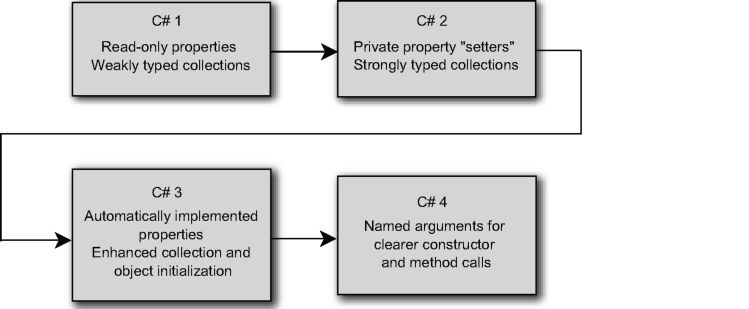 C# 1
Read-only properties
Weakly typed collections
C# 2
Private property "setters"
Strongly typed collections
C# 3
Automatically implemented
properties
Enhanced collection and
object initialization
C# 4
Named arguments for
clearer constructor
and method calls